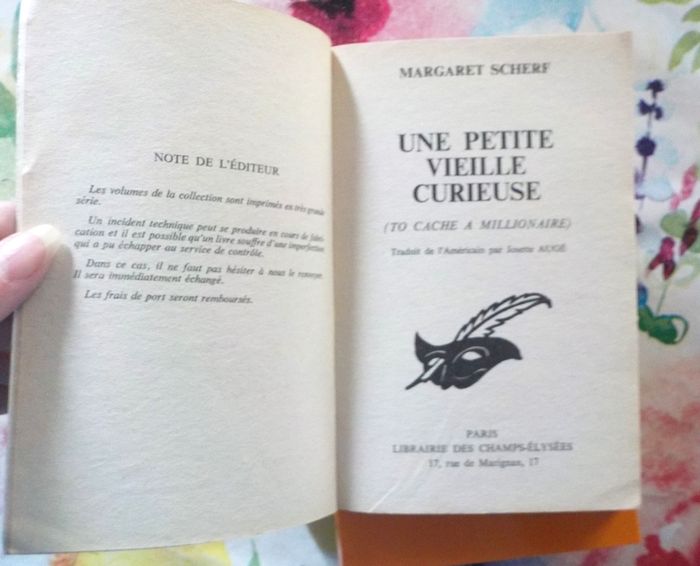 NOTE DE L'ÉDITEUR
Les volumes de la collection sont imprimés en très grande
série.
Un incident technique peut se produire en cours de fabri-
cation et il est possible qu'un livre souffre d'une imperfection
qui a pu échapper au service de contrôle.
Dans ce cas, il ne faut pas hésiter à nous le renvoyer.
Il sera immédiatement échangé.
Les frais de port seront remboursés.
MARGARET SCHERF
UNE PETITE
VIEILLE
CURIEUSE
(TO CACHE A MILLIONAIRE)
Traduit de l'Américain par Josette AUGÉ
PARIS
LIBRAIRIE DES CHAMPS-ÉLYSÉES
17, rue de Marignan, 17